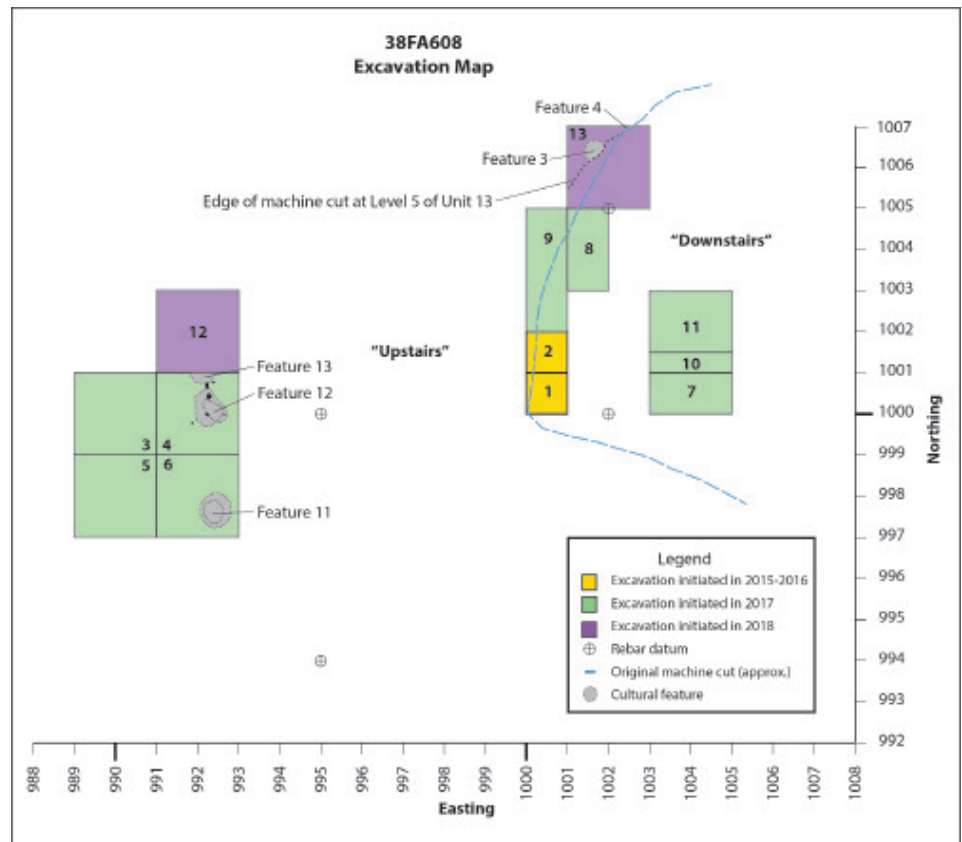 38FA608
Excavation Map
Feature 4
13
Feature 3
Edge of machine cut at Level 5 of Unit 13
9
8
"Downstairs"
12
"Upstairs"
2
11
10
1
7
Feature 13
Feature 12
3 4
5 6
Feature 11
1007
1006
1005
1004
1003
1002
1001
1000
999
998
997
996
995
994
993
992
Northing
Legend
Excavation initiated in 2015-2016
Excavation initiated in 2017
Excavation initiated in 2018
Rebar datum
Original machine cut (approx.)
Cultural feature
988 989 990 991 992 993 994 995 996 997 998 999 1000 1001 1002 1003 1004 1005 1006 1007 1008
Easting